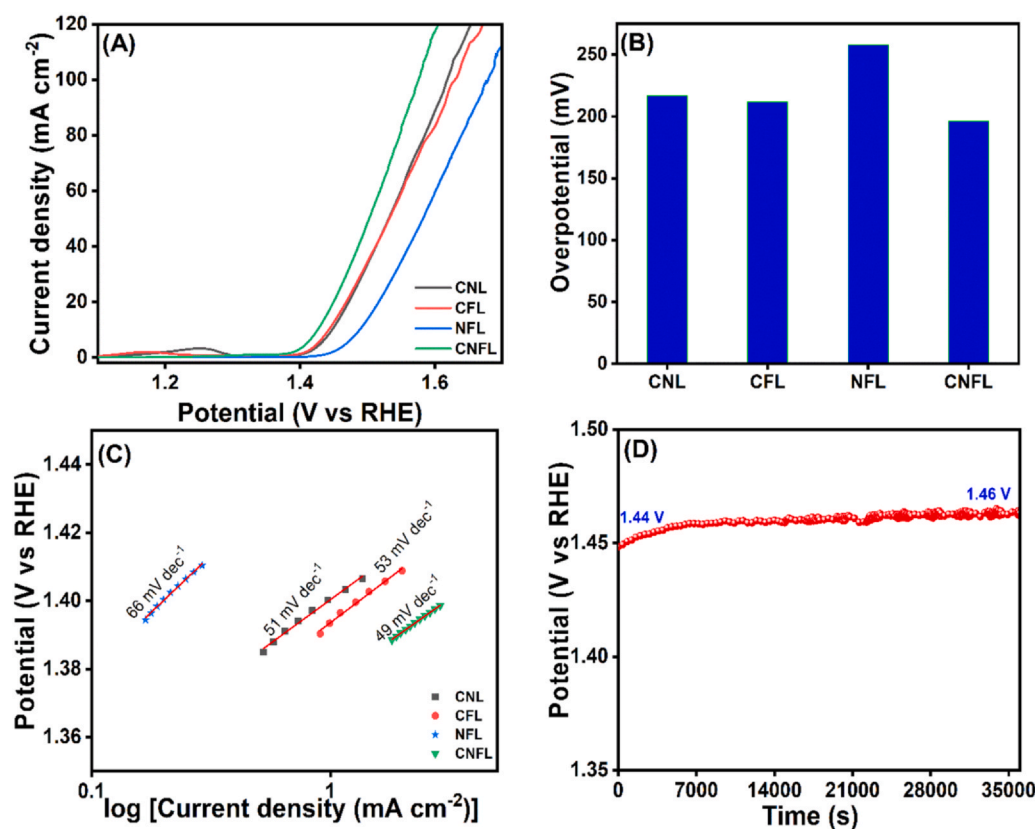 (A)
Current density (mA cm⁻²)
120
100
80
60
40
20
0
1.2
1.4
1.6
Potential (V vs RHE)
CNL
CFL
NFL
CNFL
(B)
Overpotential (mV)
250
200
150
100
50
0
CNL
CFL
NFL
CNFL
(C)
Potential (V vs RHE)
1.44
1.42
1.40
1.38
1.36
66 mV dec⁻¹
51 mV dec⁻¹
53 mV dec⁻¹
49 mV dec⁻¹
CNL
CFL
NFL
CNFL
0.1
1
log [Current density (mA cm⁻²)]
(D)
Potential (V vs RHE)
1.50
1.45
1.40
1.35
1.44 V
1.46 V
0
7000
14000
21000
28000
35000
Time (s)